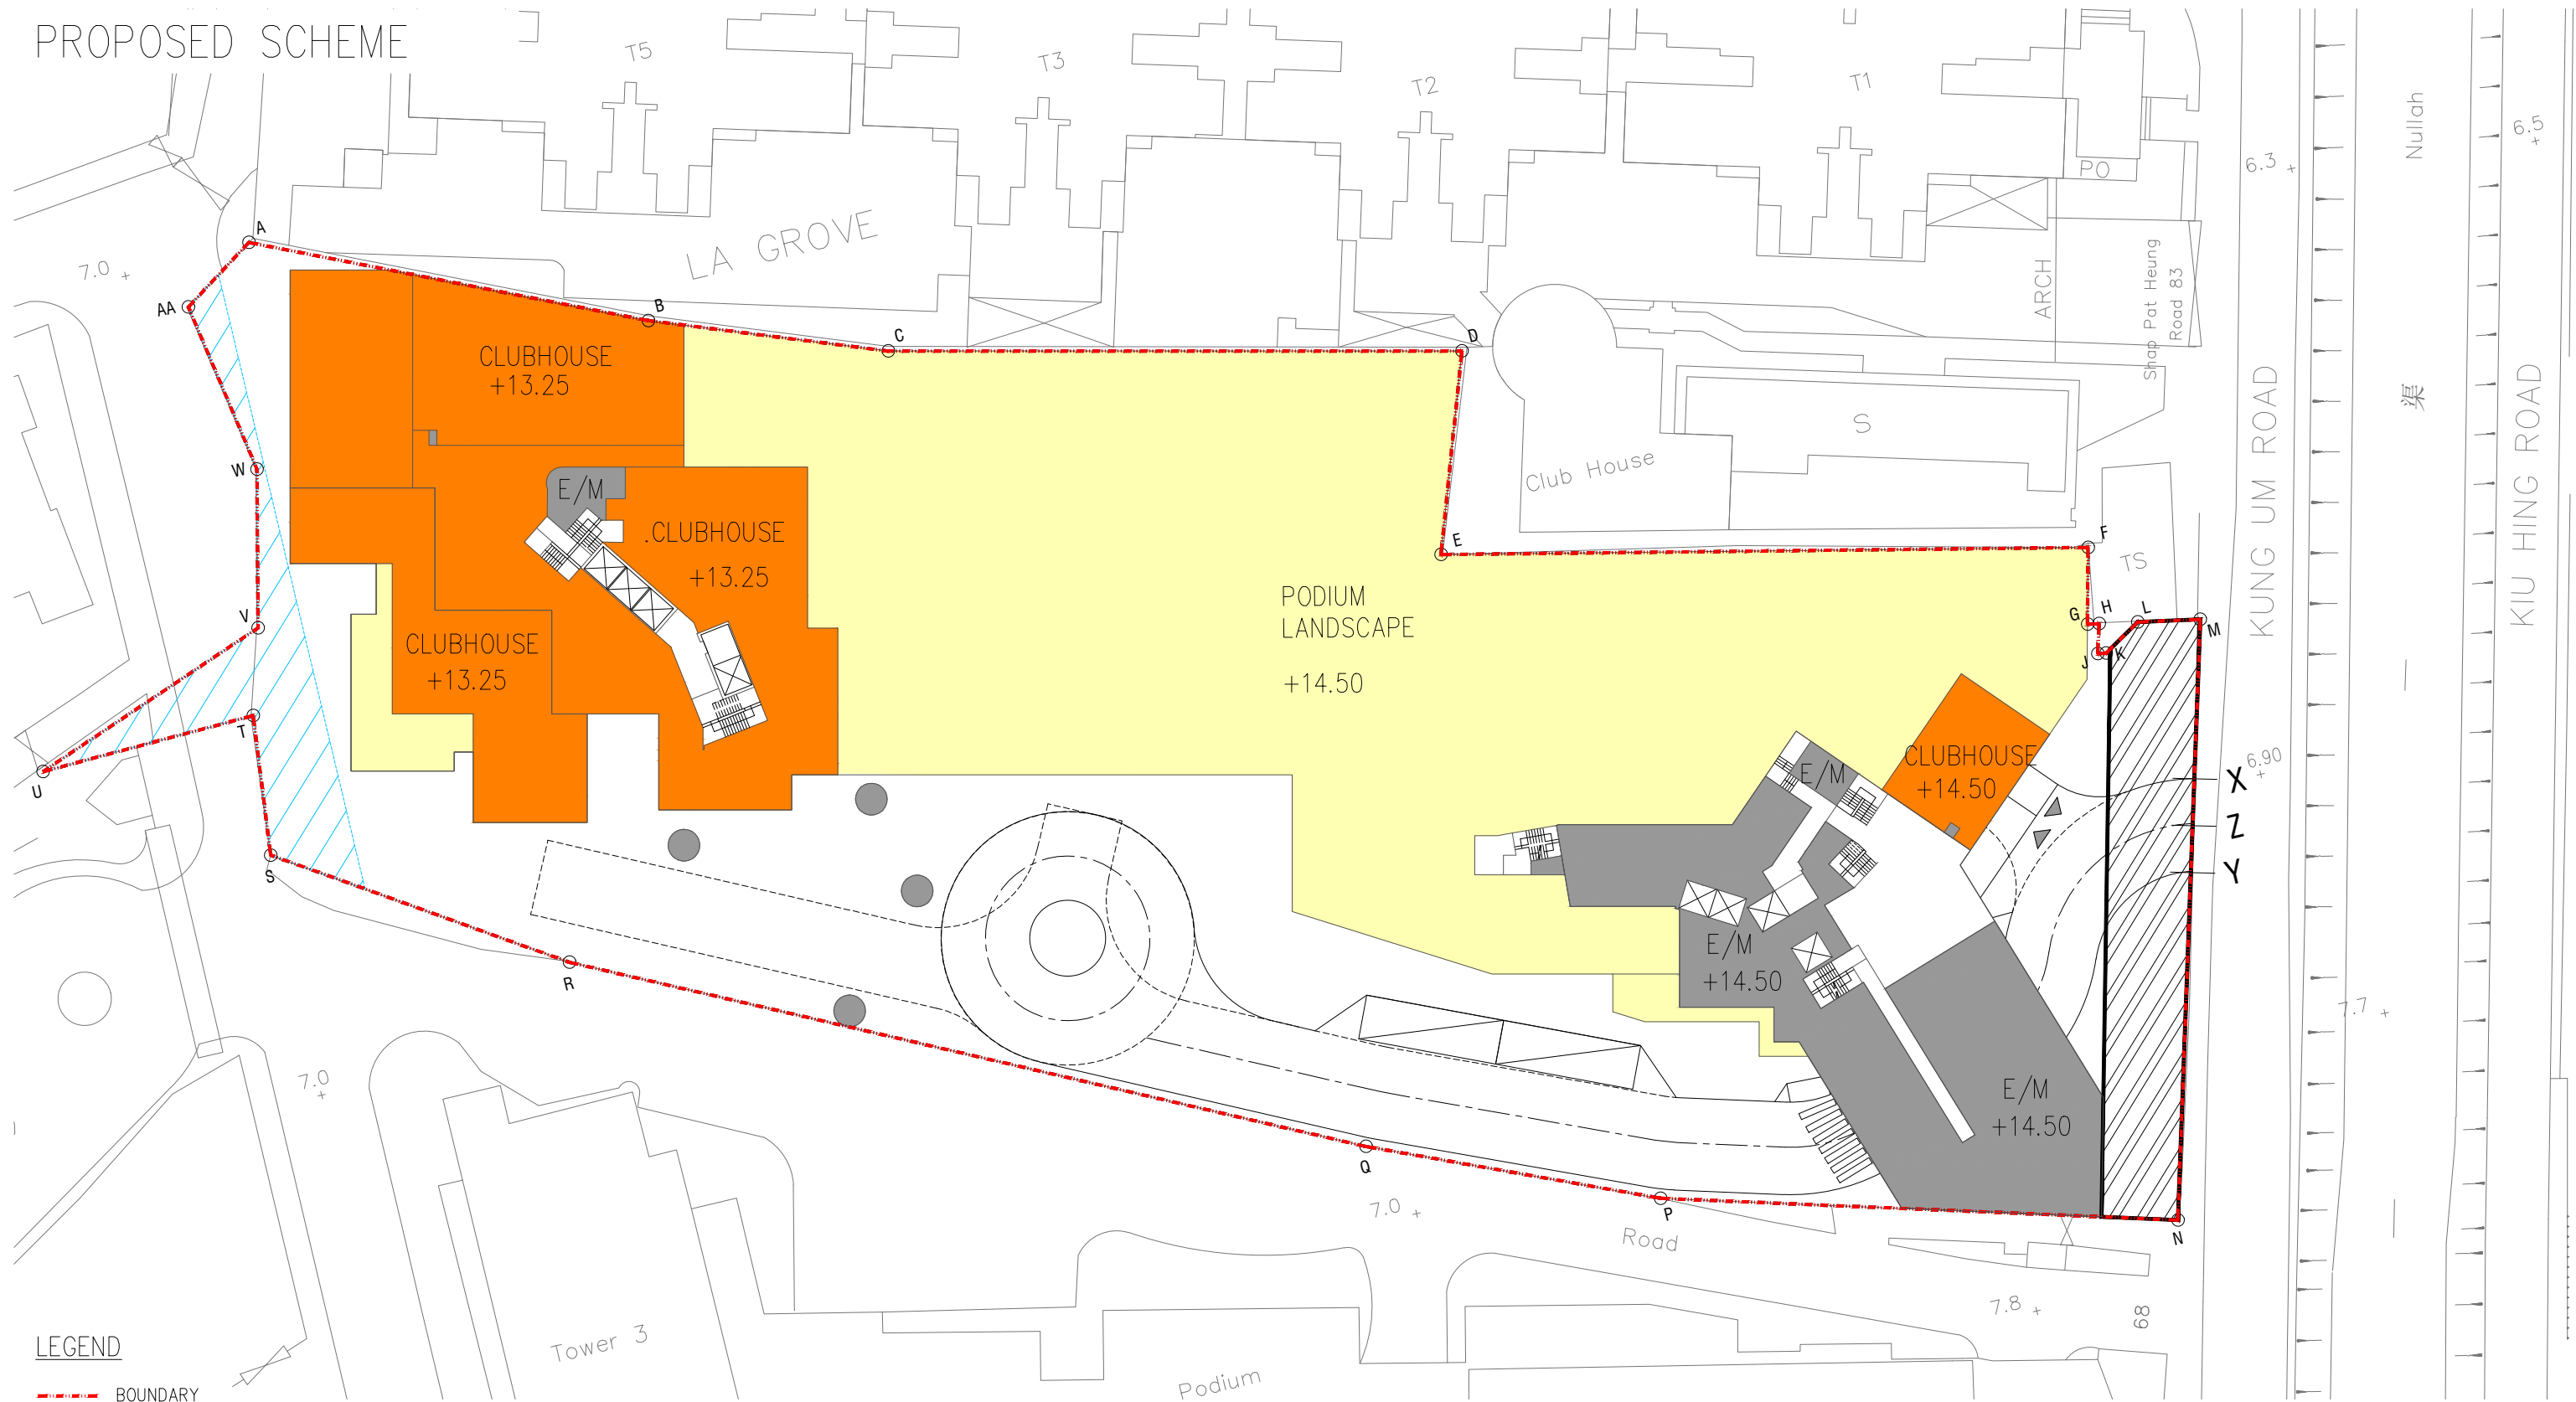 PROPOSED SCHEME
T5
T3
T2
T1
Nullah
6.5
6.3
PO
LA GROVE
ARCH
Shap Pat Heung
Road 83
7.0
A
AA
B
C
D
CLUBHOUSE
+13.25
KUNG UM ROAD
渠
KIU HING ROAD
S
Club House
W
E/M
.CLUBHOUSE
+13.25
E
F
TS
PODIUM
LANDSCAPE
+14.50
G
H
L
M
J
K
V
CLUBHOUSE
+13.25
T
U
CLUBHOUSE
+14.50
E/M
6.90
X
Z
Y
S
R
E/M
+14.50
7.7
E/M
+14.50
7.0
Q
P
7.0
Road
N
7.8
68
Tower 3
Podium
LEGEND
BOUNDARY